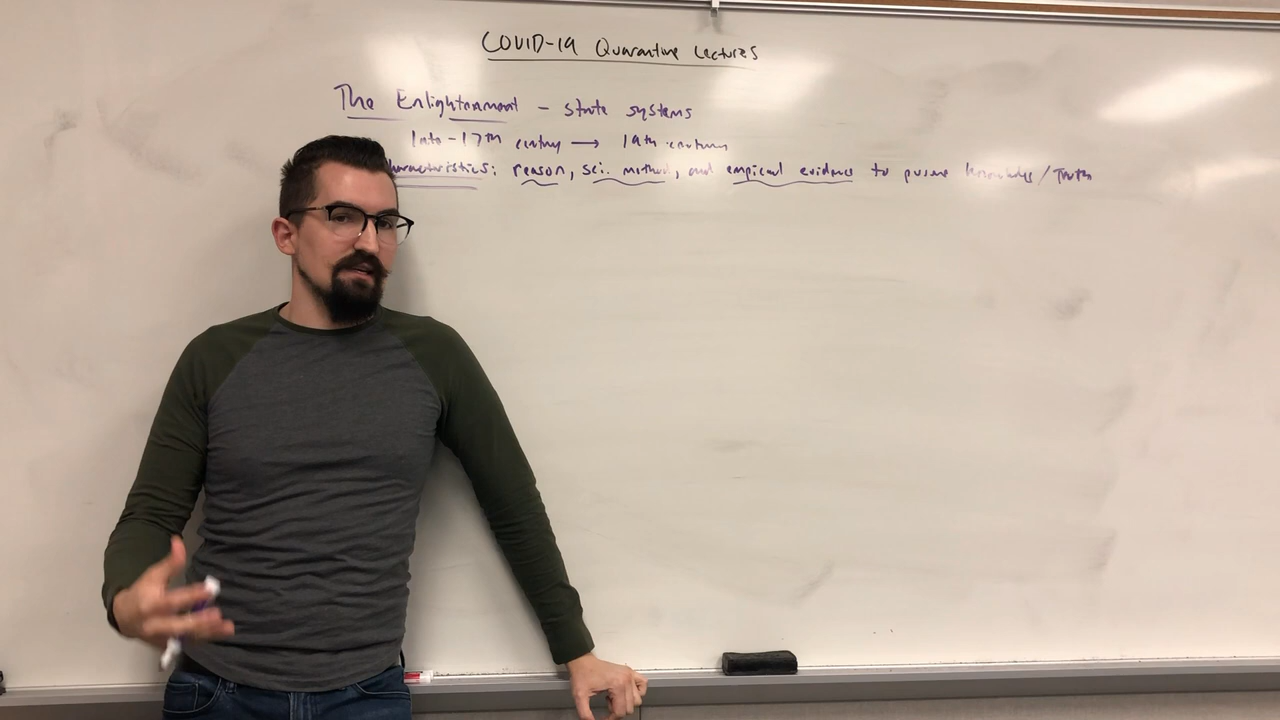 COVID-19 Quarantine Lectures
The Enlightenment - state systems
late-17th century → 19th century
characteristics: reason, sci. method, and empirical evidence to pursue knowledge/Truth